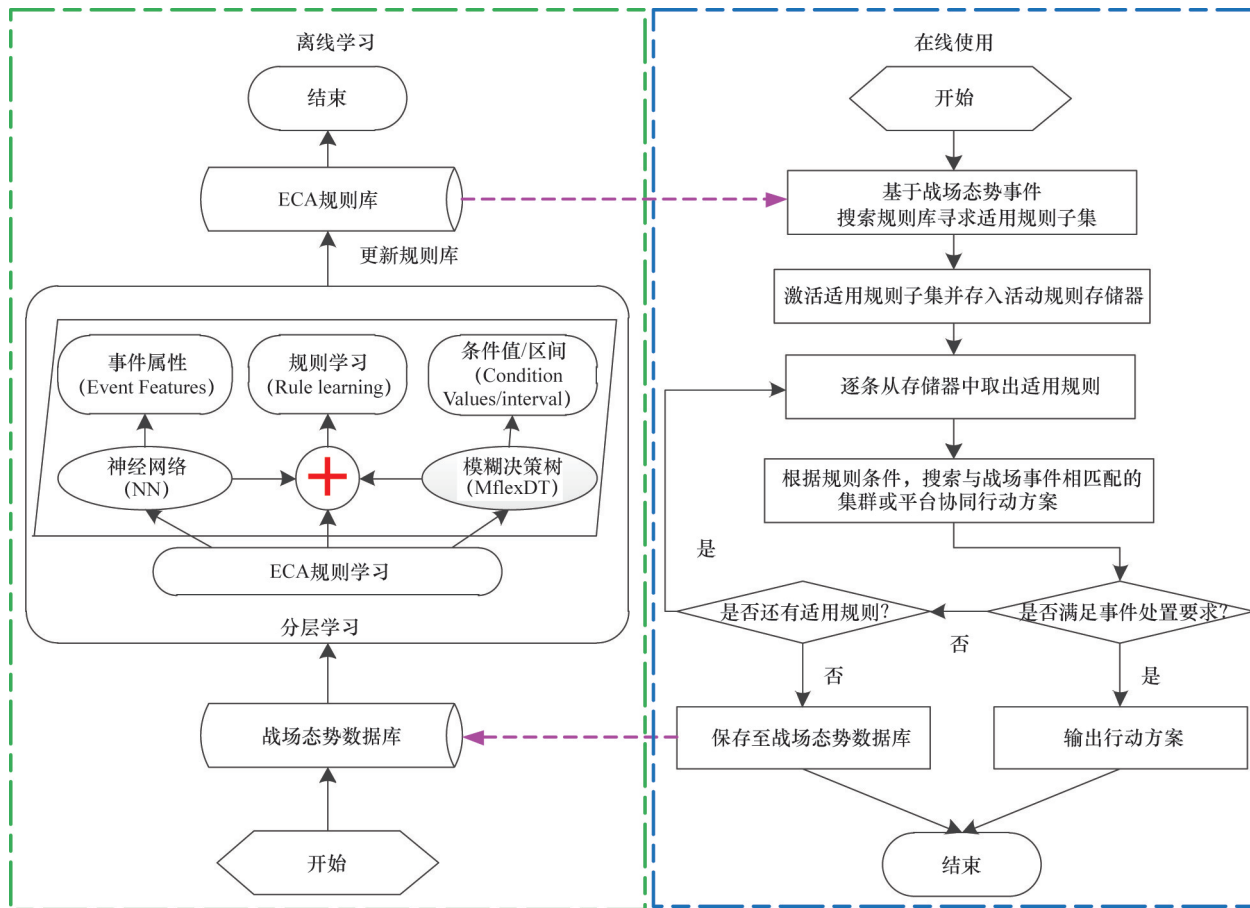 离线学习
结束
ECA规则库
更新规则库
事件属性
(Event Features)
规则学习
(Rule learning)
条件值/区间
(Condition
Values/interval)
神经网络
(NN)
模糊决策树
(MflexDT)
ECA规则学习
分层学习
战场态势数据库
开始
在线使用
开始
基于战场态势事件
搜索规则库寻求适用规则子集
激活适用规则子集并存入活动规则存储器
逐条从存储器中取出适用规则
根据规则条件，搜索与战场事件相匹配的
集群或平台协同行动方案
是
是否还有适用规则?
是否满足事件处置要求?
否
否
是
保存至战场态势数据库
输出行动方案
结束